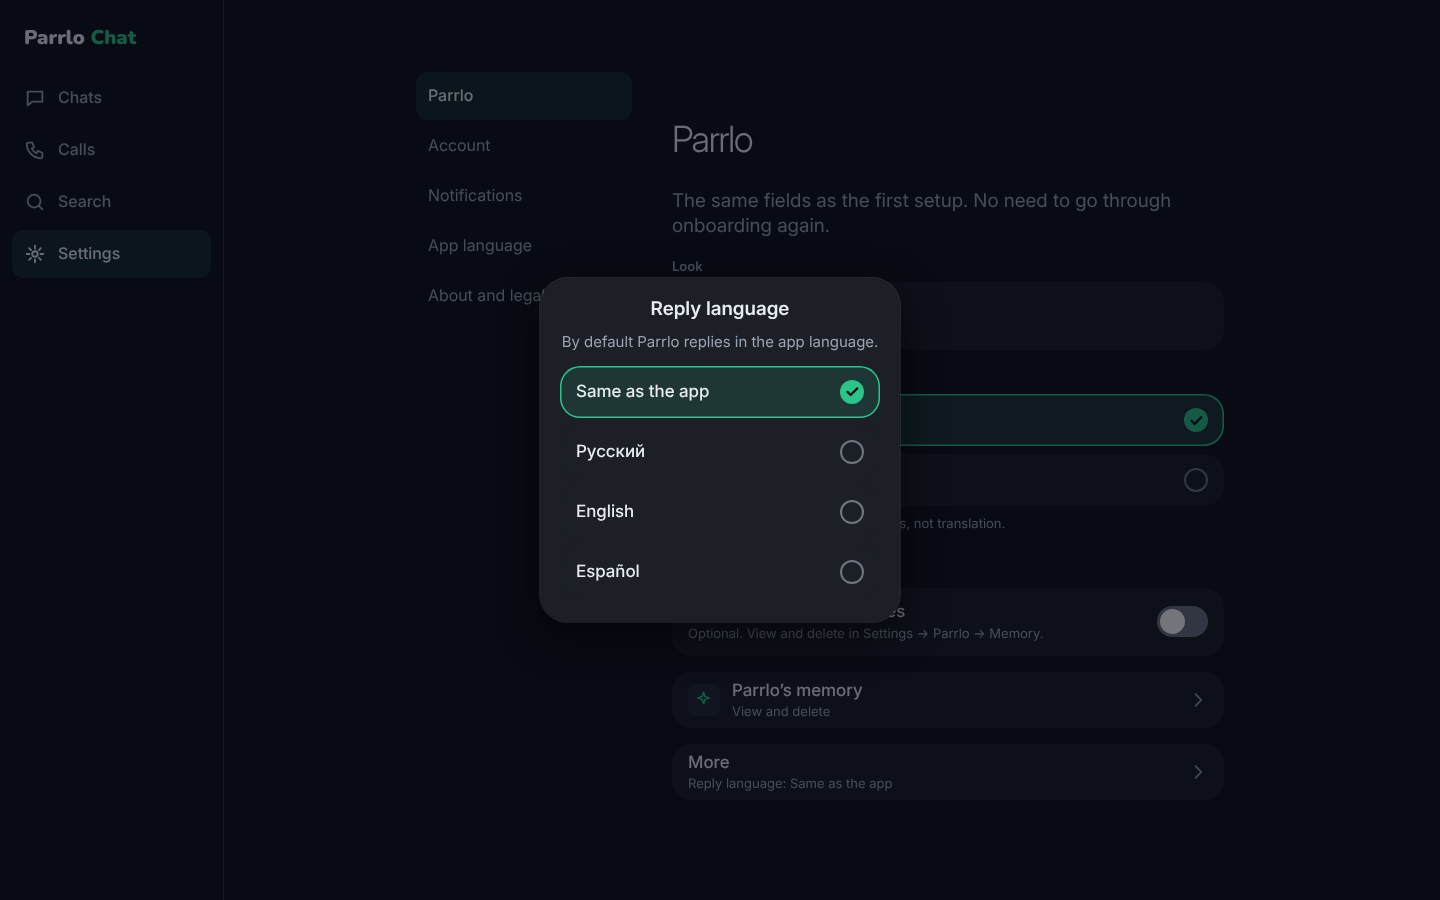 Parrlo Chat
Chats
Calls
Search
Settings
Parrlo
Account
Notifications
App language
About and legal
Parrlo
The same fields as the first setup. No need to go through
onboarding again.
Look
Reply language
By default Parrlo replies in the app language.
Same as the app
Русский
English
Español
not translation.
Optional. View and delete in Settings → Parrlo → Memory.
Parrlo's memory
View and delete
More
Reply language: Same as the app